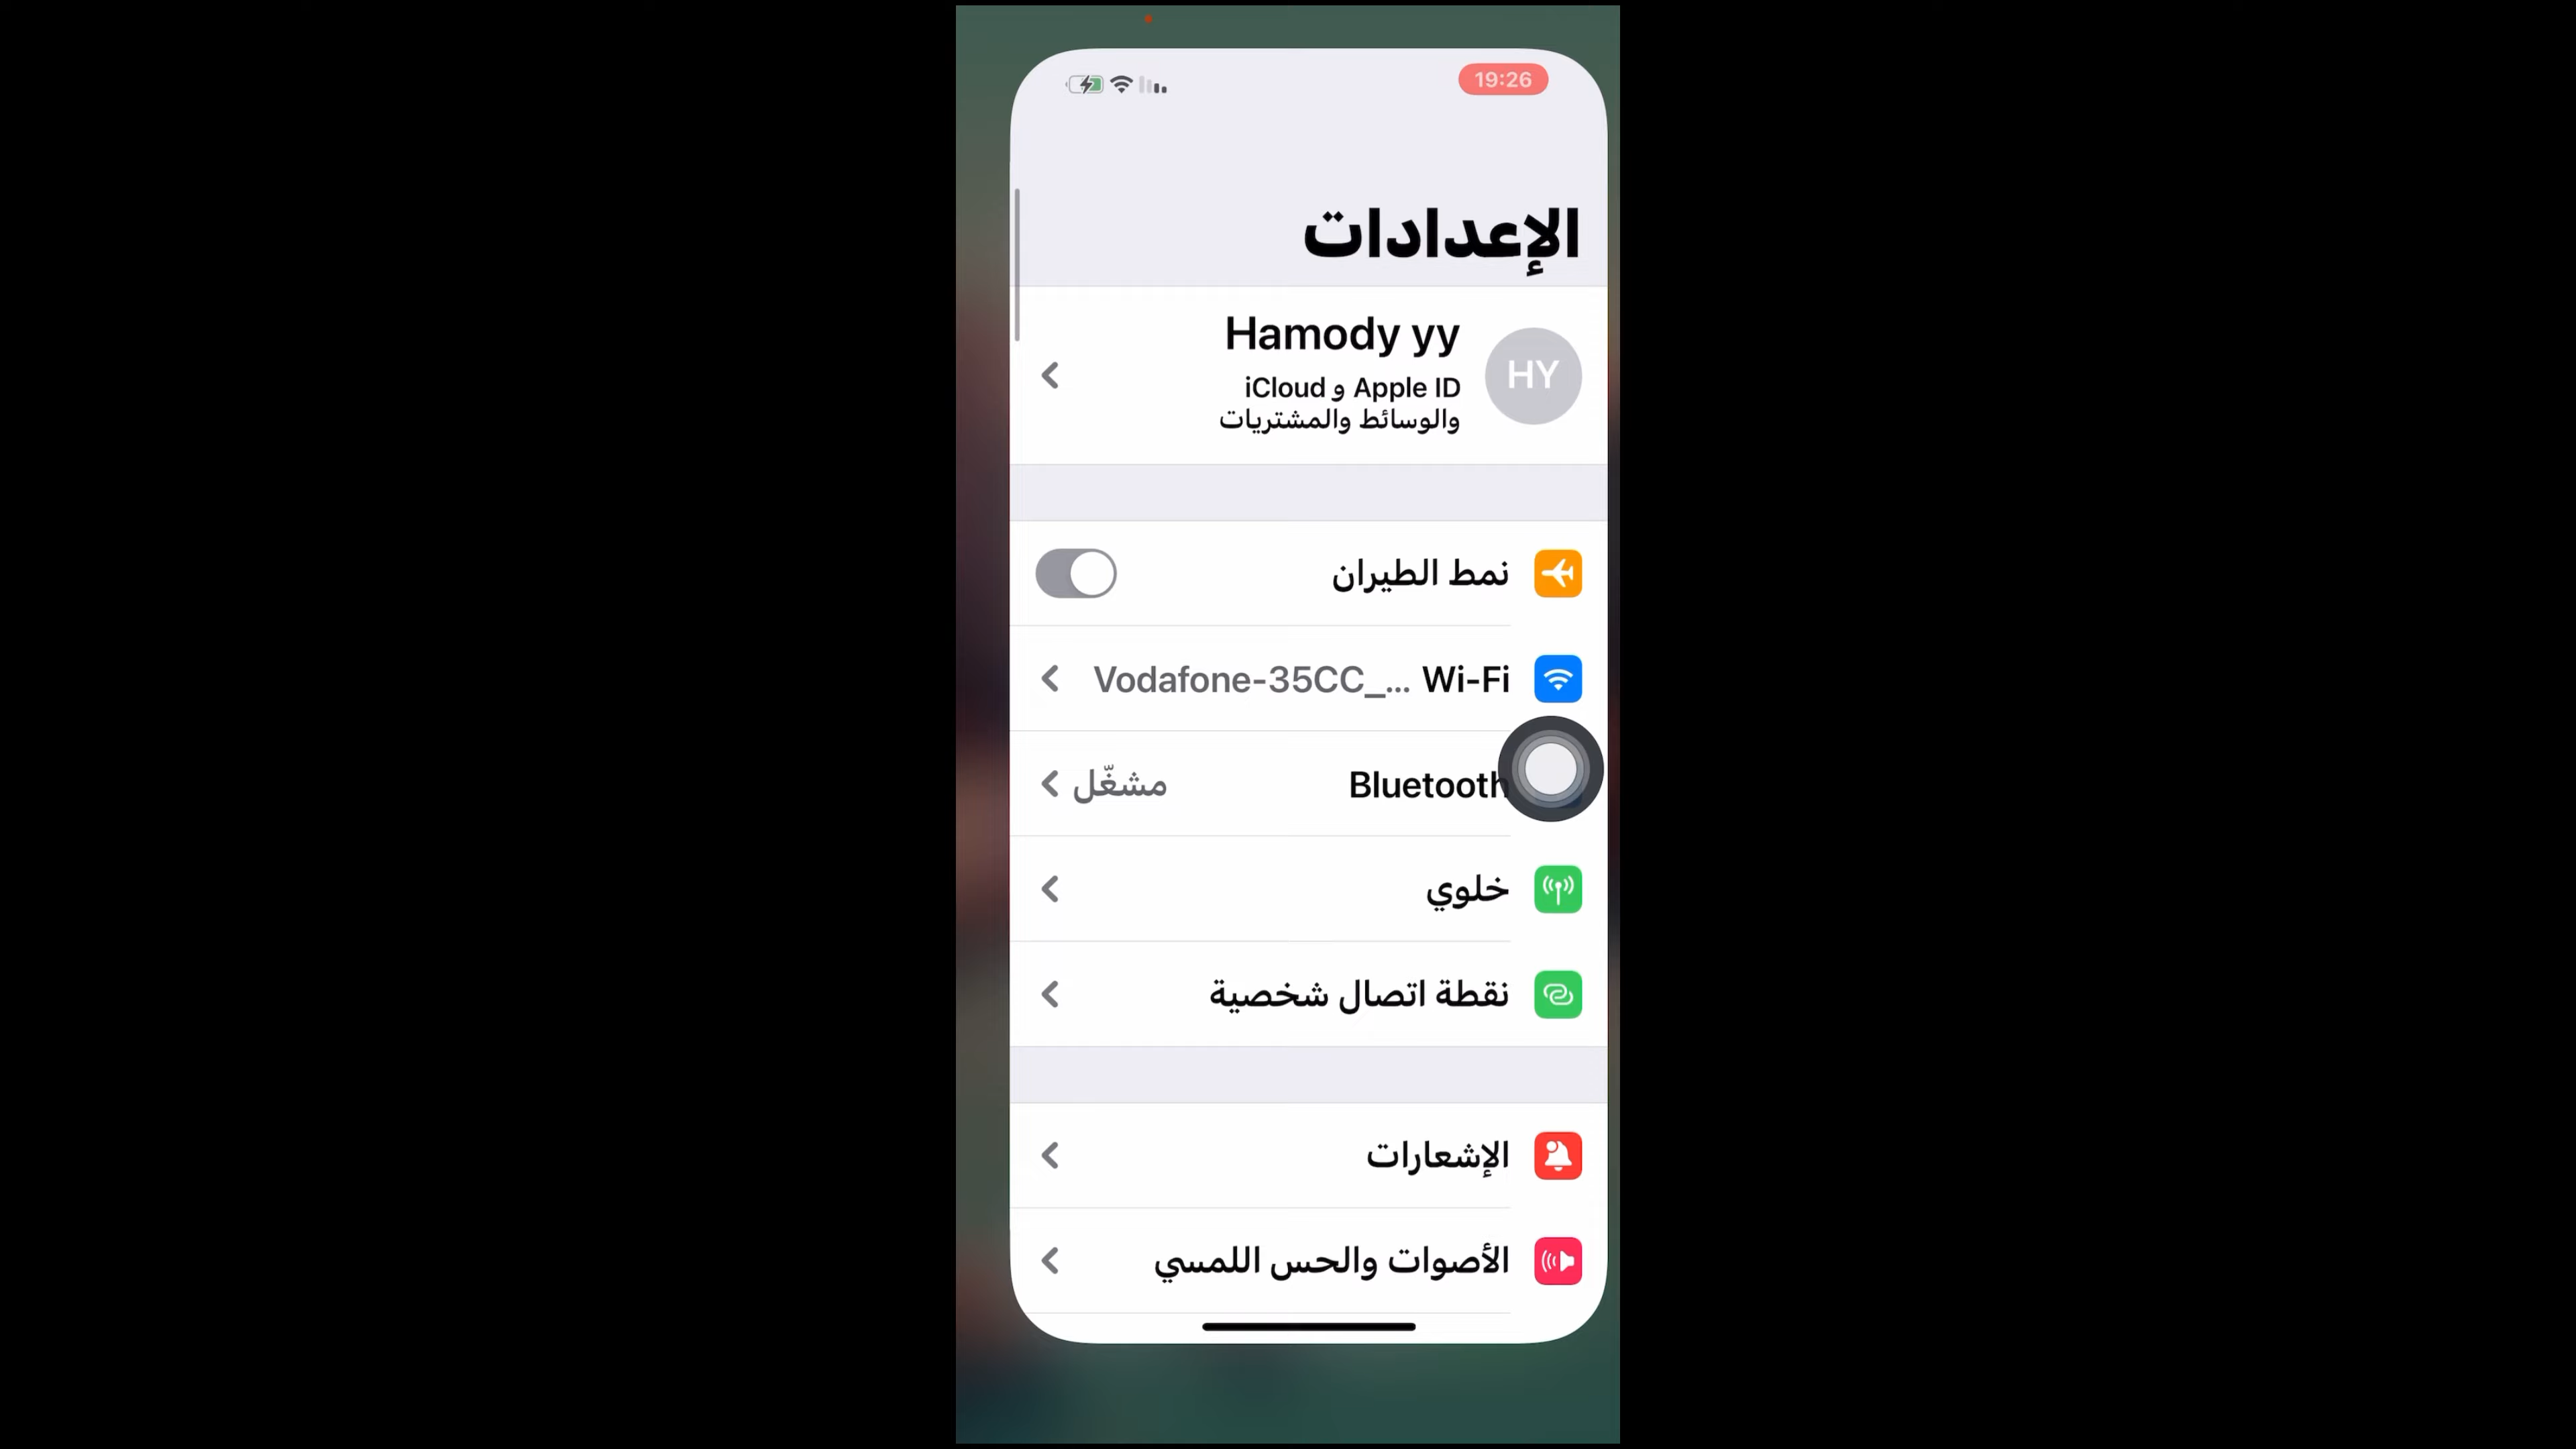 19:26
الإعدادات
HY
Hamody yy
Apple ID و iCloud
والوسائط والمشتريات
نمط الطيران
Wi-Fi Vodafone-35CC_...
Bluetooth مشغّل
خلوي
نقطة اتصال شخصية
الإشعارات
الأصوات والحس اللمسي